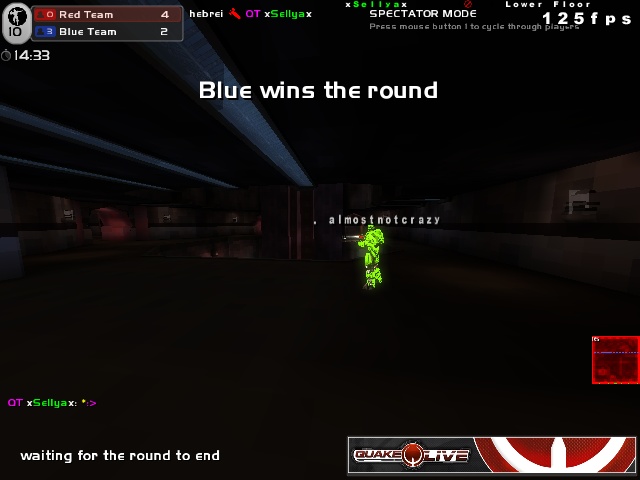 xSellyax Lower Floor
0 Red Team 4 hebrei QT xSellyax SPECTATOR MODE 125fps
10 3 Blue Team 2 Press mouse button 1 to cycle through players
14:33
Blue wins the round
almostnotcrazy
QT xSellyax: *:>
waiting for the round to end
QUAKE LIVE